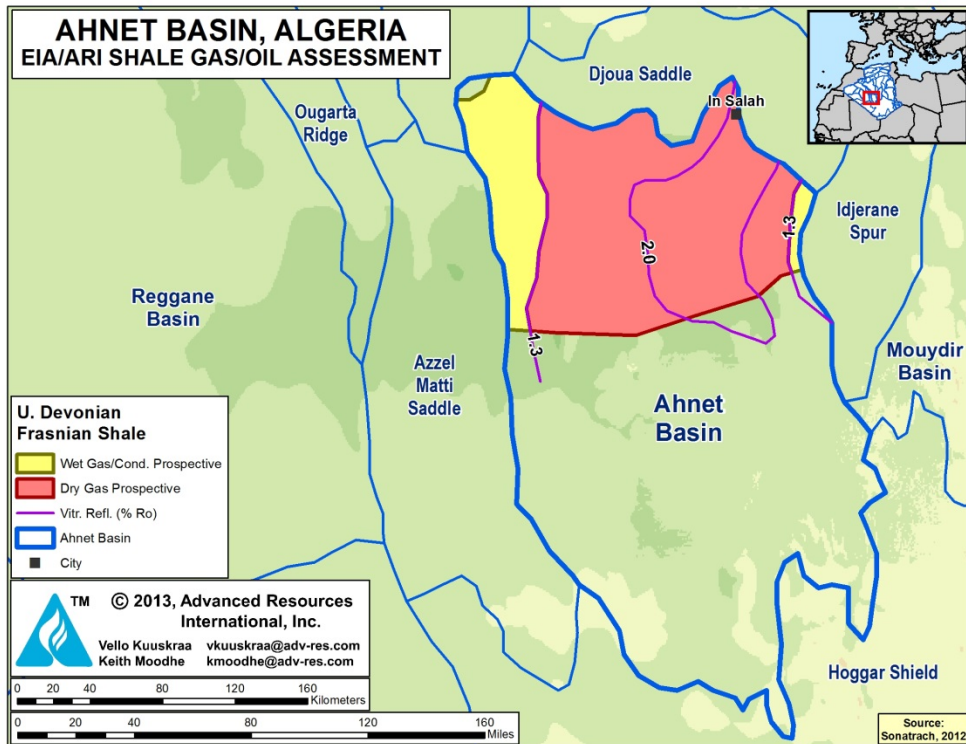 AHNET BASIN, ALGERIA
EIA/ARI SHALE GAS/OIL ASSESSMENT
Djoua Saddle
In Salah
Ougarta
Ridge
Idjerane
Spur
1.3
2.0
Reggane
Basin
1.3
Azzel
Matti
Saddle
Mouydir
Basin
Ahnet
Basin
U. Devonian
Frasnian Shale
Wet Gas/Cond. Prospective
Dry Gas Prospective
Vitr. Refl. (% Ro)
Ahnet Basin
City
TM
© 2013, Advanced Resources
International, Inc.
Vello Kuuskraa vkuuskraa@adv-res.com
Keith Moodhe kmoodhe@adv-res.com
0 20 40 80 120 160
Kilometers
0 20 40 80 120 160
Miles
Hoggar Shield
Source:
Sonatrach, 2012